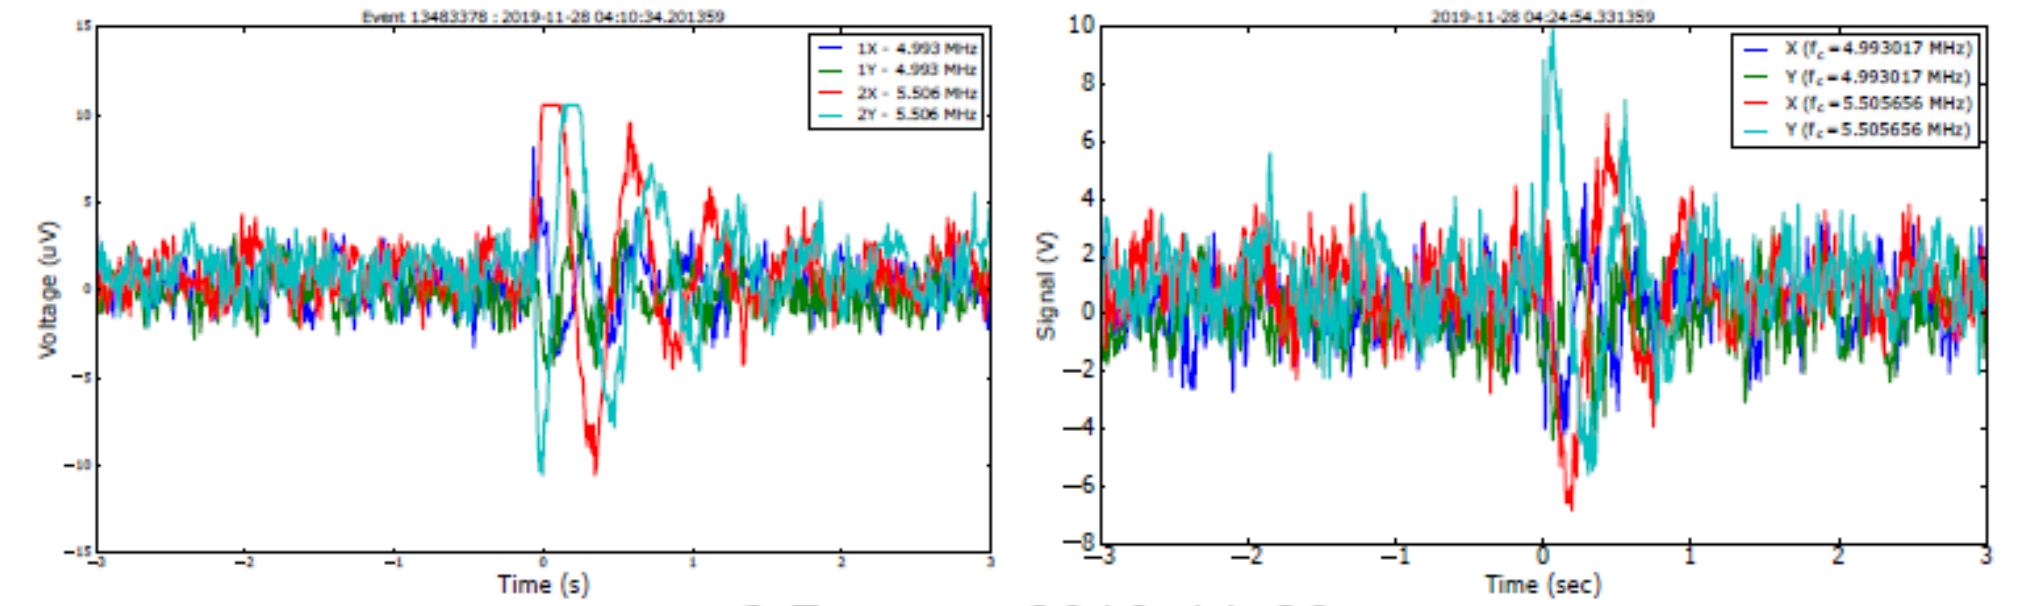 Event 13483378 : 2019-11-28 04:10:34.201359
1X - 4.993 MHz
1Y - 4.993 MHz
2X - 5.506 MHz
2Y - 5.506 MHz
Voltage (uV)
15
10
5
0
−5
−10
−15
−3
−2
−1
0
1
2
3
Time (s)
2019-11-28 04:24:54.331359
X (fc=4.993017 MHz)
Y (fc=4.993017 MHz)
X (fc=5.505656 MHz)
Y (fc=5.505656 MHz)
Signal (V)
10
8
6
4
2
0
−2
−4
−6
−8
−3
−2
−1
0
1
2
3
Time (sec)